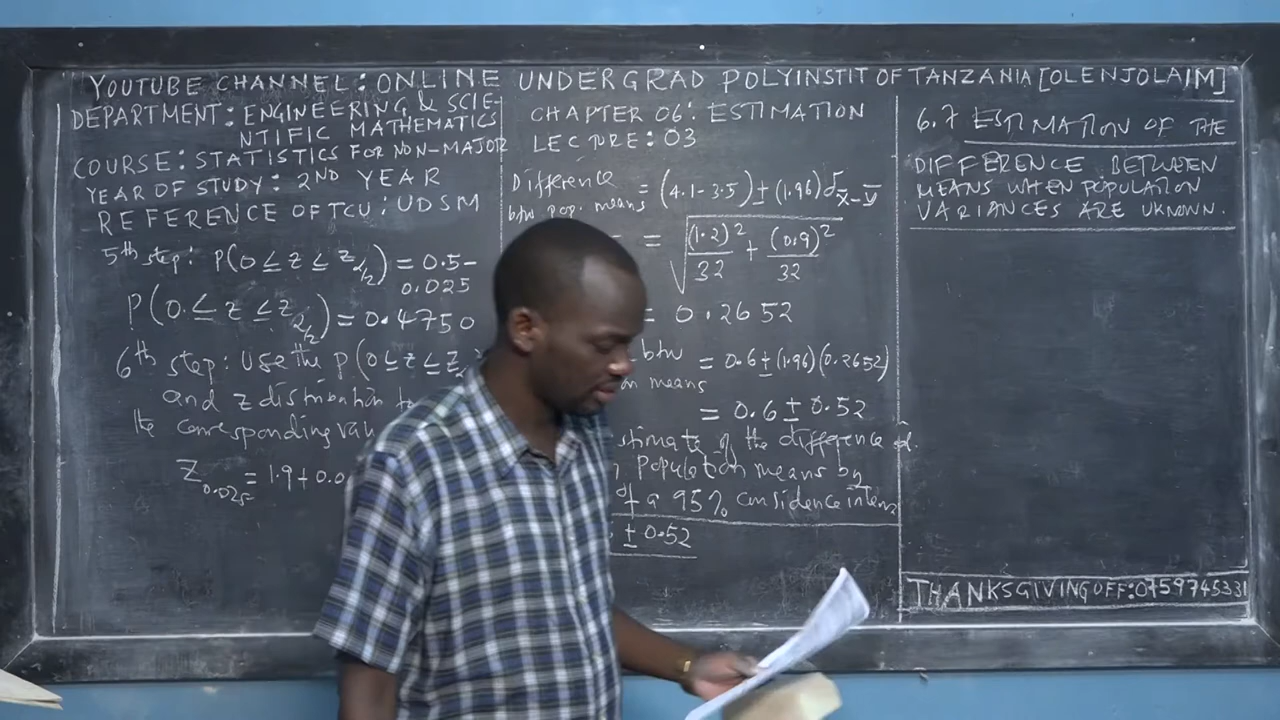 YOUTUBE CHANNEL: ONLINE UNDERGRAD POLYINSTIT OF TANZANIA [OLENJOLAIM]
DEPARTMENT: ENGINEERING & SCIE-
NTIFIC MATHEMATICS
COURSE: STATISTICS FOR NON-MAJOR
YEAR OF STUDY: 2ND YEAR
REFERENCE OF TCU: UDSM
5th step: P(0 ≤ z ≤ z α/2) = 0.5 -
0.025
P(0. ≤ z ≤ z α/2) = 0.4750
6th step: Use the P(0 ≤ z ≤ z
and z distribution
the corresponding
Z 0.025 = 1.9 + 0.0
CHAPTER 06: ESTIMATION
LECTURE: 03
Difference
btw pop. means = (4.1 - 3.5) ± (1.96) σ x̄-ȳ
= √ (1.2)²/32 + (0.9)²/32
= 0.2652
btw
means = 0.6 ± (1.96)(0.2652)
= 0.6 ± 0.52
of the difference
population means by
of a 95% confidence
± 0.52
6.7 ESTIMATION OF THE
DIFFERENCE BETWEEN
MEANS WHEN POPULATION
VARIANCES ARE UKNOWN.
THANKSGIVING OFF: 0759745331